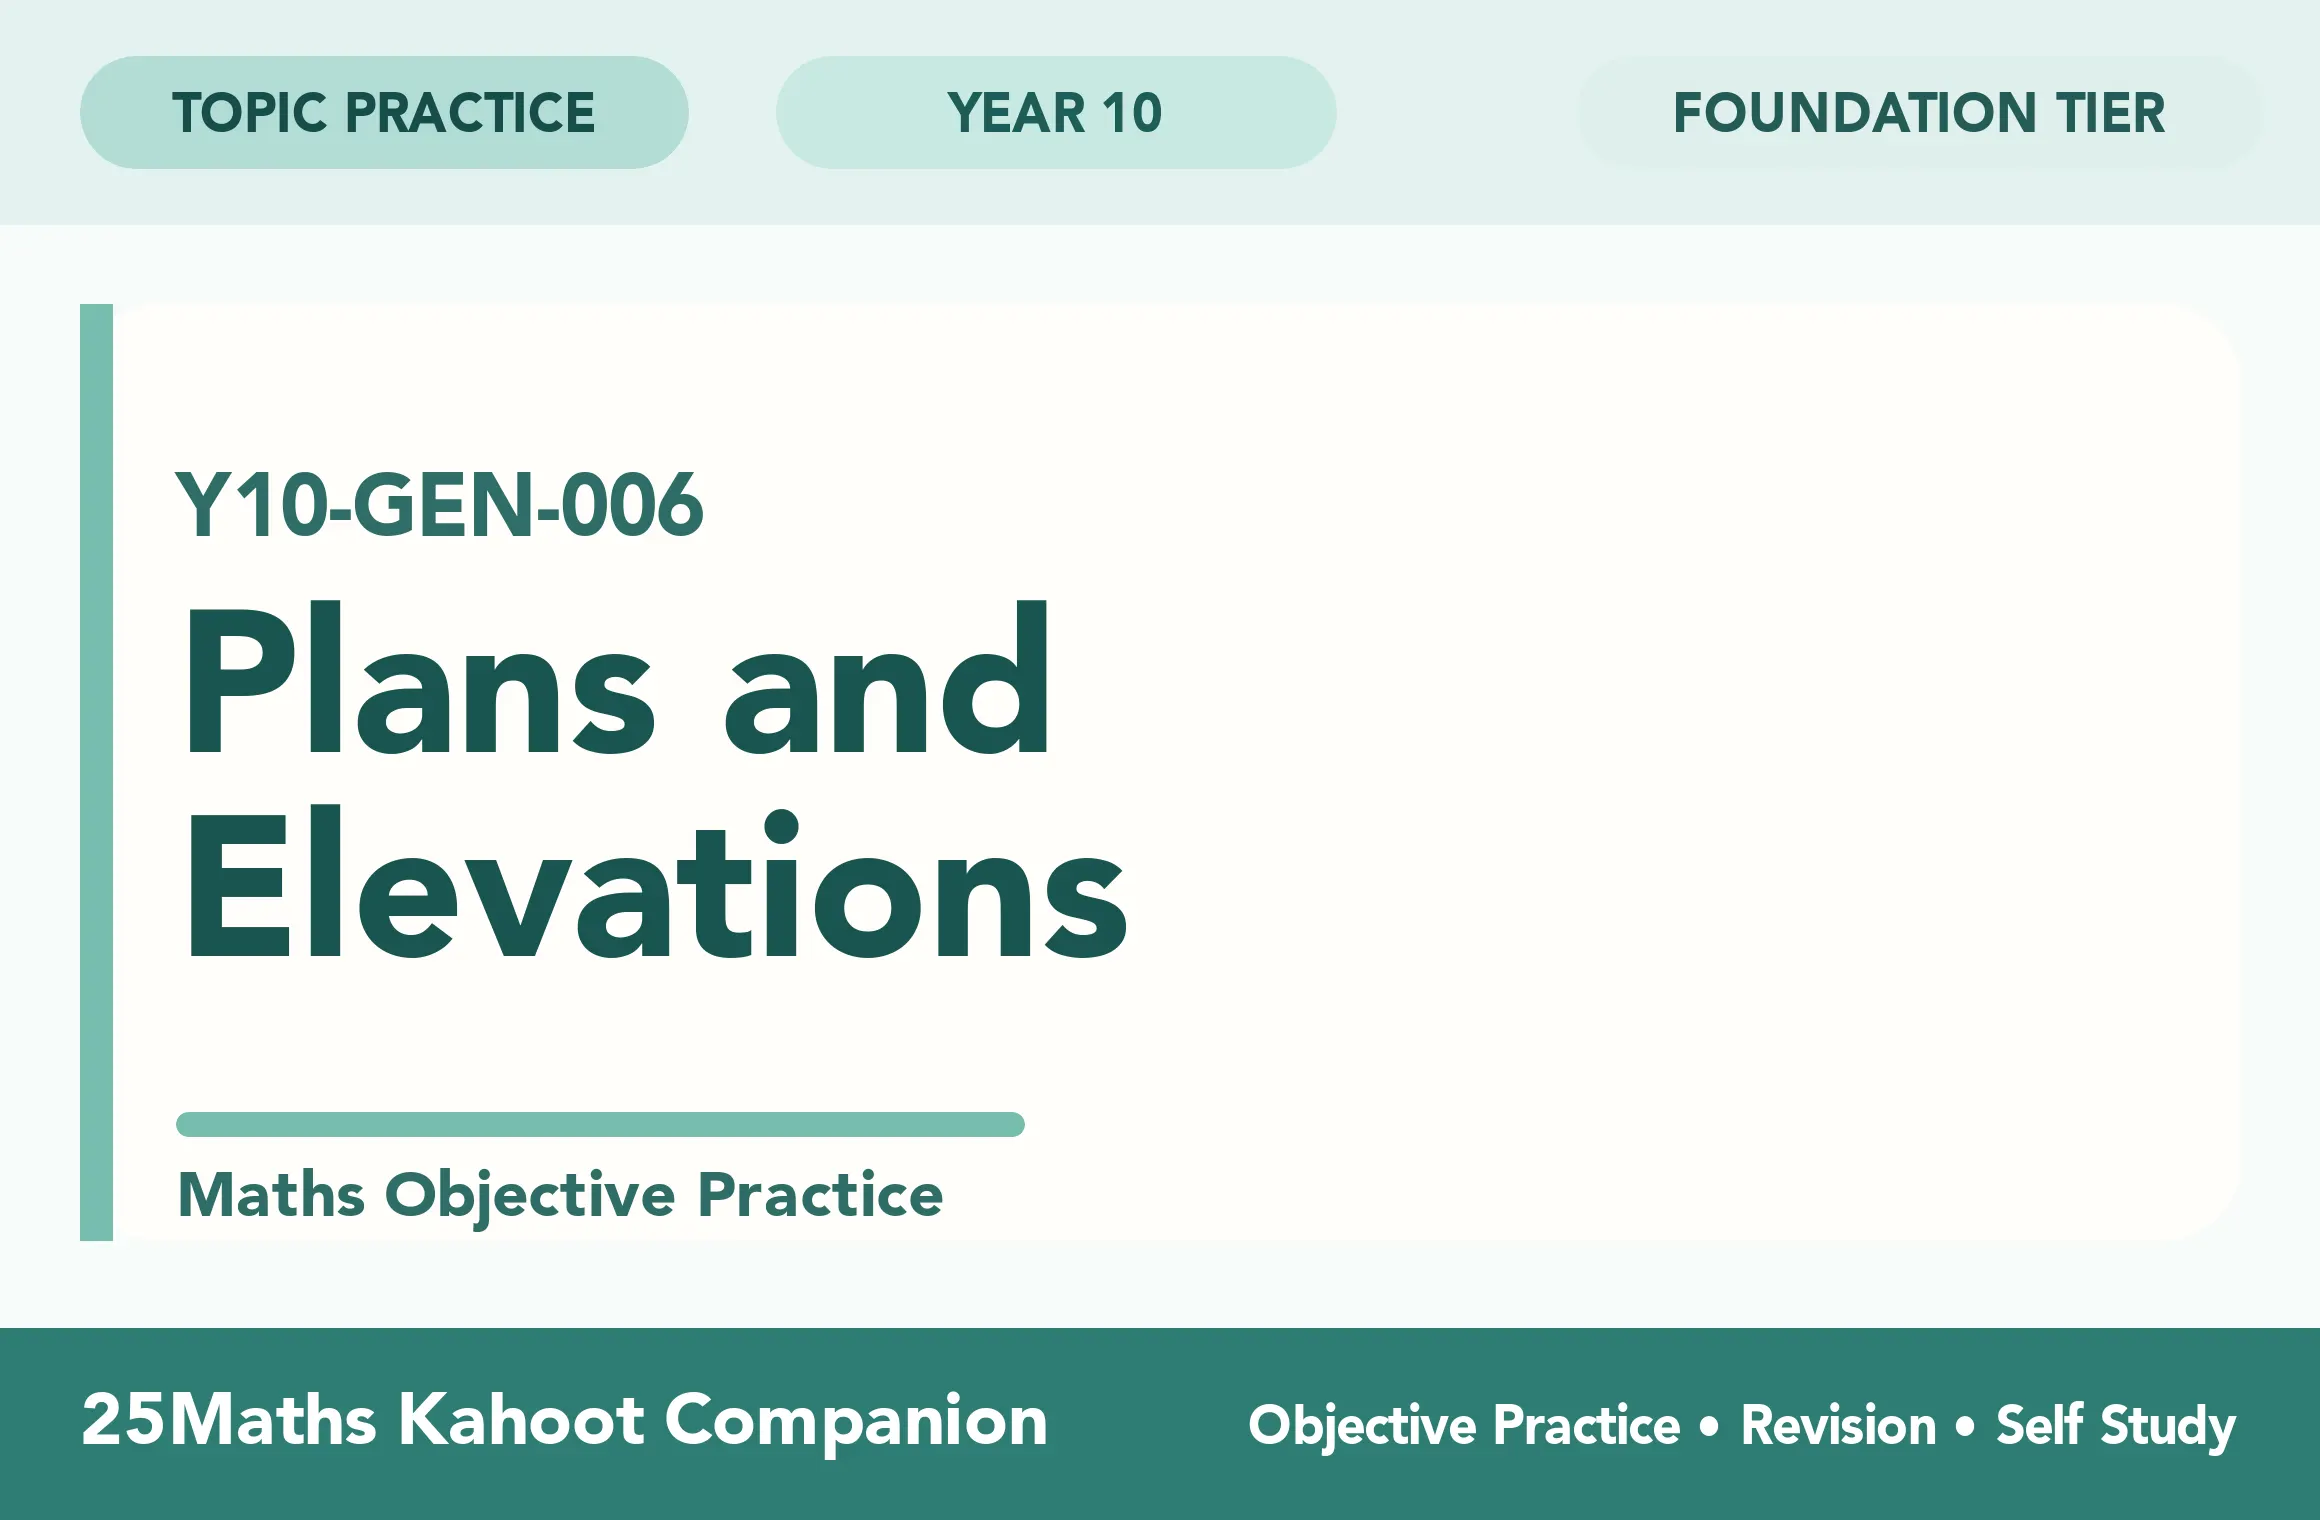 TOPIC PRACTICE
YEAR 10
FOUNDATION TIER
Y10-GEN-006
Plans and
Elevations
Maths Objective Practice
25Maths Kahoot Companion
Objective Practice • Revision • Self Study